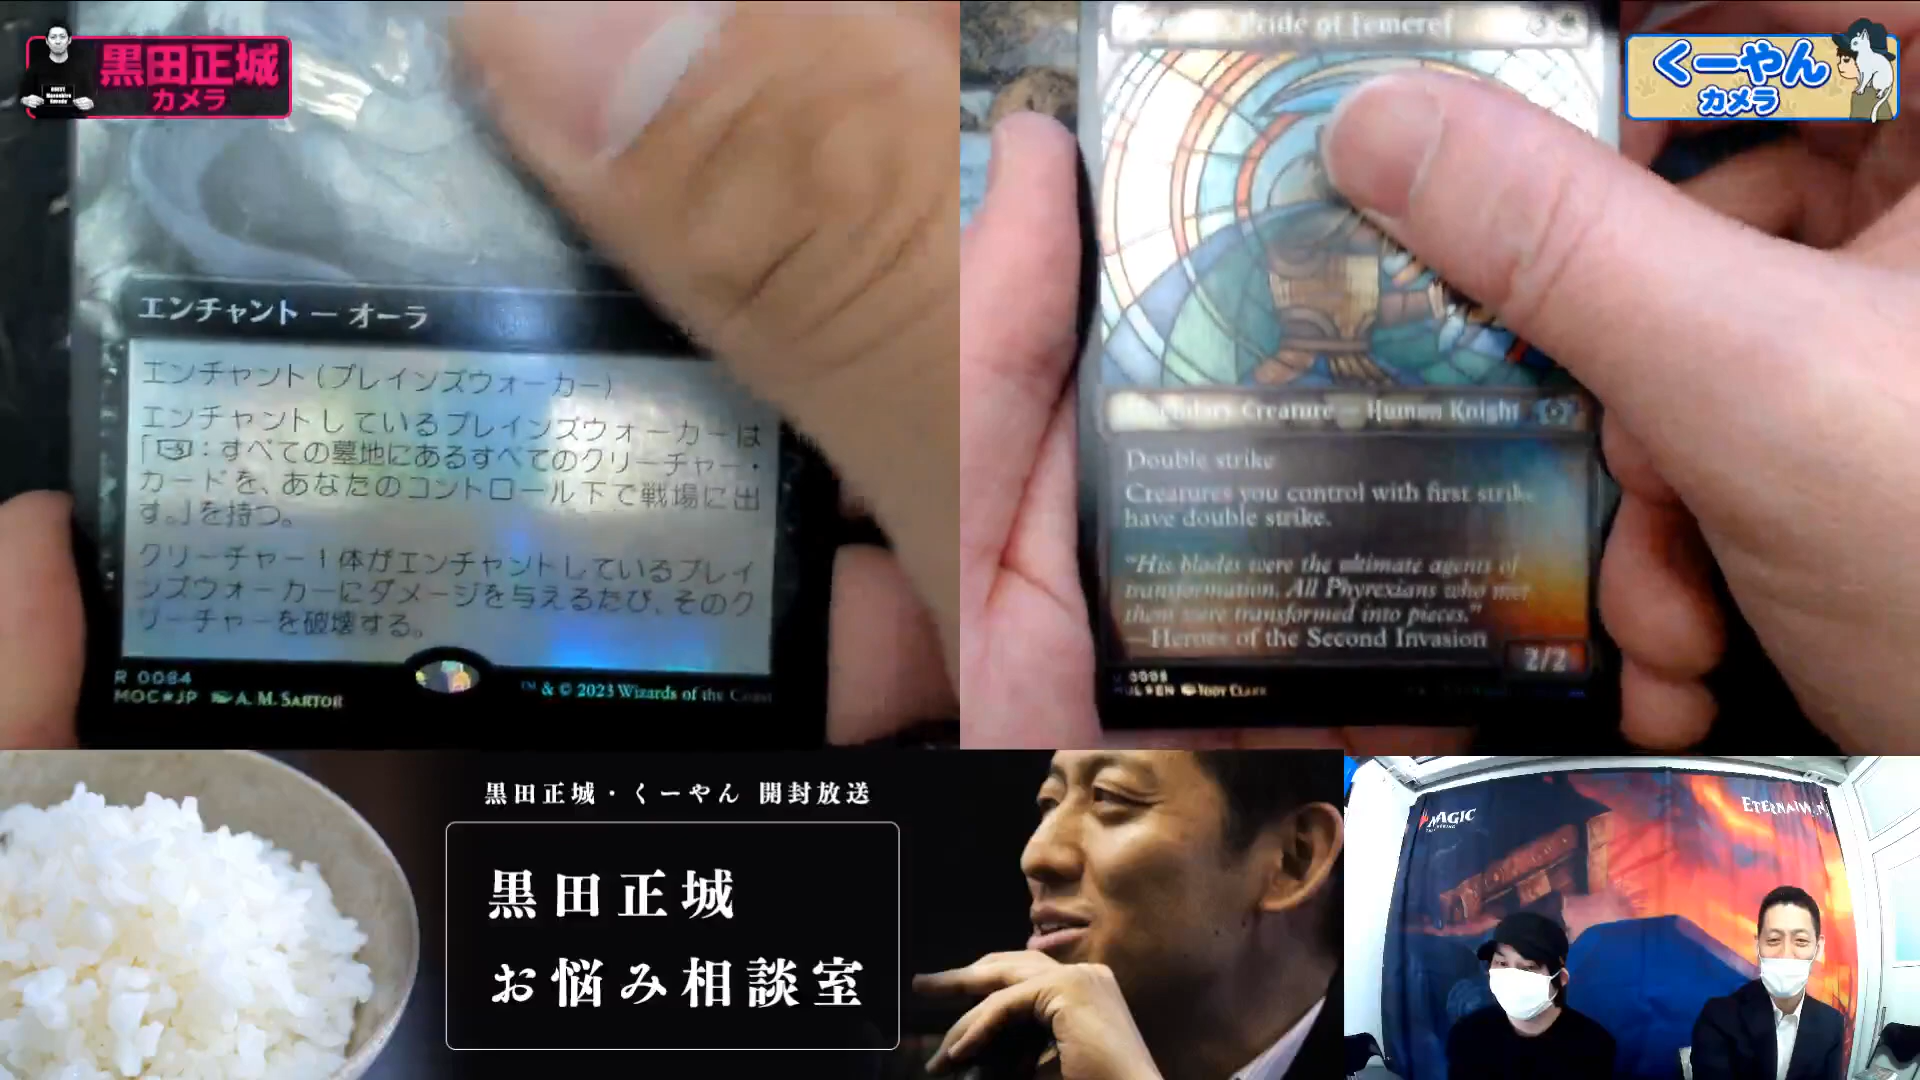 黒田正城
カメラ
エンチャント ー オーラ
エンチャント(プレインズウォーカー)
エンチャントしているプレインズウォーカーは
「 :すべての墓地にあるすべてのクリーチャー・
カードを、あなたのコントロール下で戦場に出
す。」を持つ。
クリーチャー1体がエンチャントしているプレイ
ンズウォーカーにダメージを与えるたび、そのク
リーチャーを破壊する。
R 0084
MOC★JP A. M. SARTOR
™ & © 2023 Wizards of the Coast
Pride of Femeref
くーやん
カメラ
Creature — Human Knight
Double strike
Creatures you control with first strike
have double strike.
"His blades were the ultimate agents of
transformation. All Phyrexians who met
them were transformed into pieces."
—Heroes of the Second Invasion
2/2
EN TODY CLARK
黒田正城・くーやん 開封放送
黒田正城
お悩み相談室
MAGIC